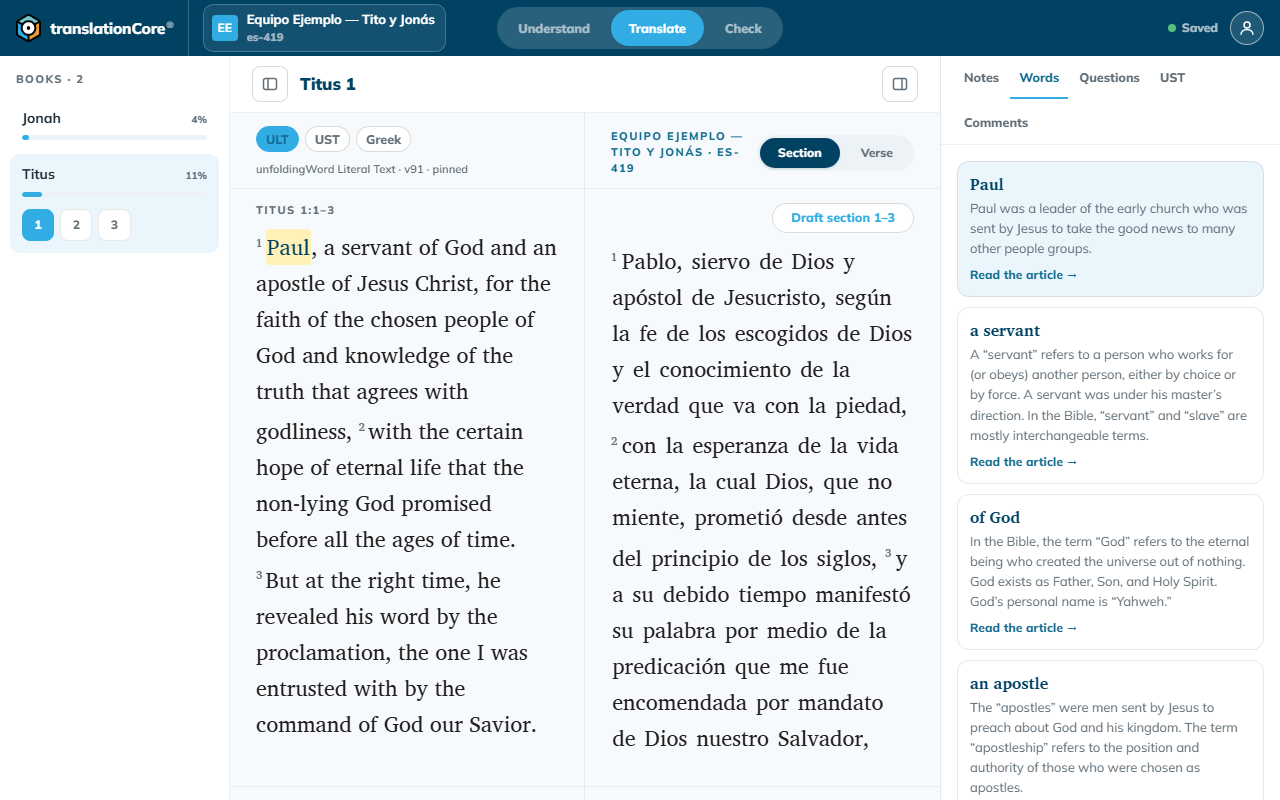 translationCore®
EE
Equipo Ejemplo — Tito y Jonás
es-419
Understand
Translate
Check
Saved
BOOKS · 2
Jonah
4%
Titus
11%
1
2
3
Titus 1
ULT
UST
Greek
unfoldingWord Literal Text · v91 · pinned
TITUS 1:1–3
1 Paul, a servant of God and an
apostle of Jesus Christ, for the
faith of the chosen people of
God and knowledge of the
truth that agrees with
godliness, 2 with the certain
hope of eternal life that the
non-lying God promised
before all the ages of time.
3 But at the right time, he
revealed his word by the
proclamation, the one I was
entrusted with by the
command of God our Savior.
EQUIPO EJEMPLO —
TITO Y JONÁS · ES-
419
Section
Verse
Draft section 1–3
1 Pablo, siervo de Dios y
apóstol de Jesucristo, según
la fe de los escogidos de Dios
y el conocimiento de la
verdad que va con la piedad,
2 con la esperanza de la vida
eterna, la cual Dios, que no
miente, prometió desde antes
del principio de los siglos, 3 y
a su debido tiempo manifestó
su palabra por medio de la
predicación que me fue
encomendada por mandato
de Dios nuestro Salvador,
Notes
Words
Questions
UST
Comments
Paul
Paul was a leader of the early church who was
sent by Jesus to take the good news to many
other people groups.
Read the article →
a servant
A “servant” refers to a person who works for
(or obeys) another person, either by choice or
by force. A servant was under his master’s
direction. In the Bible, “servant” and “slave” are
mostly interchangeable terms.
Read the article →
of God
In the Bible, the term “God” refers to the eternal
being who created the universe out of nothing.
God exists as Father, Son, and Holy Spirit.
God’s personal name is “Yahweh.”
Read the article →
an apostle
The “apostles” were men sent by Jesus to
preach about God and his kingdom. The term
“apostleship” refers to the position and
authority of those who were chosen as
apostles.